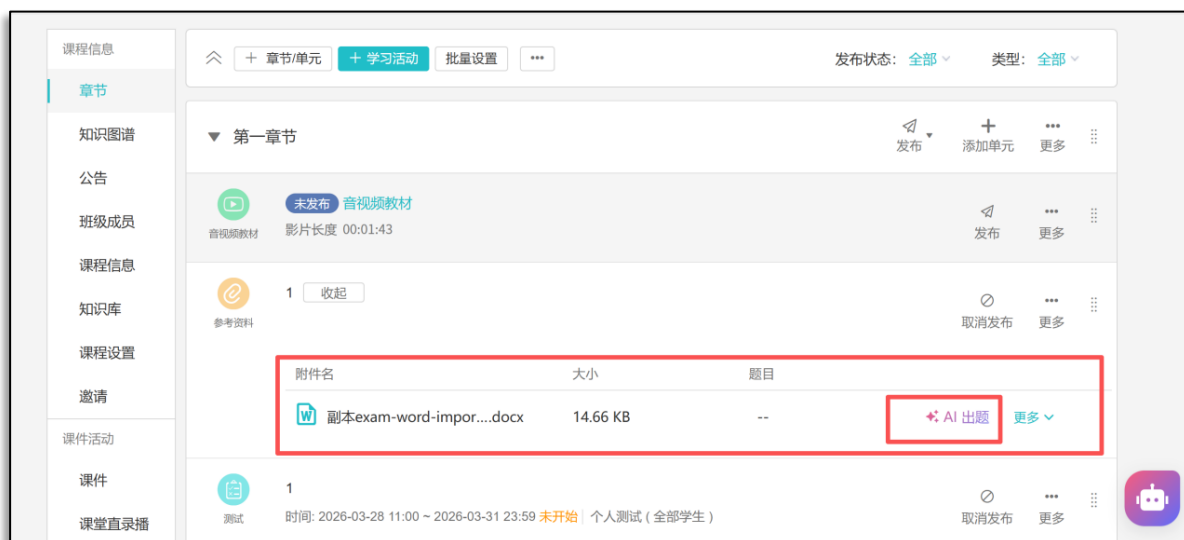 课程信息
章节
知识图谱
公告
班级成员
课程信息
知识库
课程设置
邀请
课件活动
课件
课堂直录播
+ 章节/单元 + 学习活动 批量设置 •••
发布状态: 全部 类型: 全部
▼ 第一章节
发布 添加单元 更多
音视频教材
未发布 音视频教材
影片长度 00:01:43
发布 更多
参考资料
1 收起
取消发布 更多
附件名 大小 题目
W 副本exam-word-impor....docx 14.66 KB -- AI 出题 更多
测试
1
时间: 2026-03-28 11:00 ~ 2026-03-31 23:59 未开始 | 个人测试 ( 全部学生 )
取消发布 更多